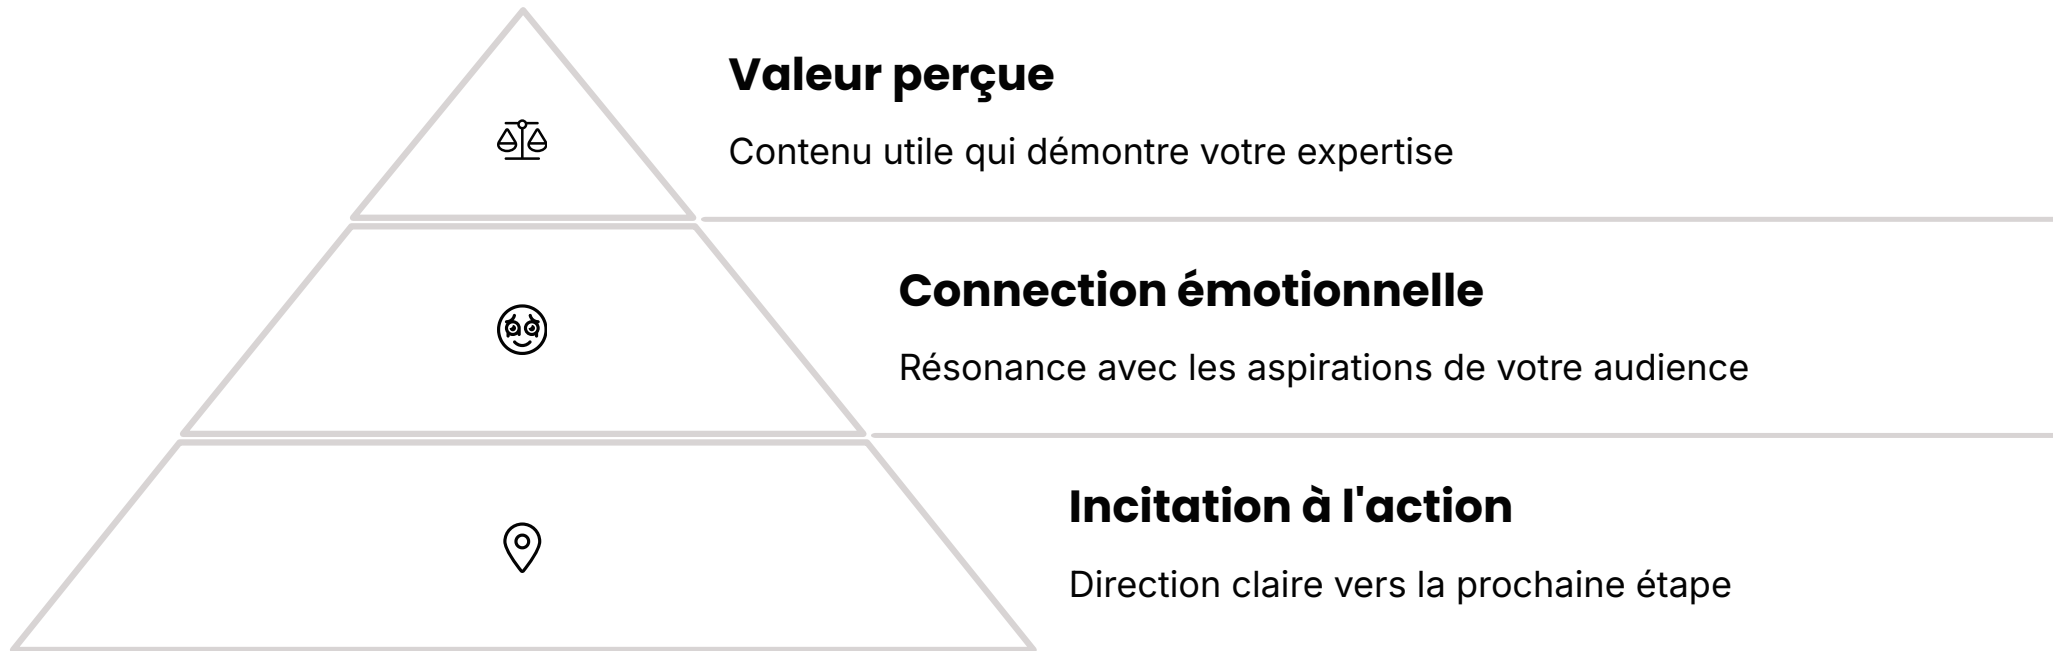 Valeur perçue
Contenu utile qui démontre votre expertise
Connection émotionnelle
Résonance avec les aspirations de votre audience
Incitation à l'action
Direction claire vers la prochaine étape